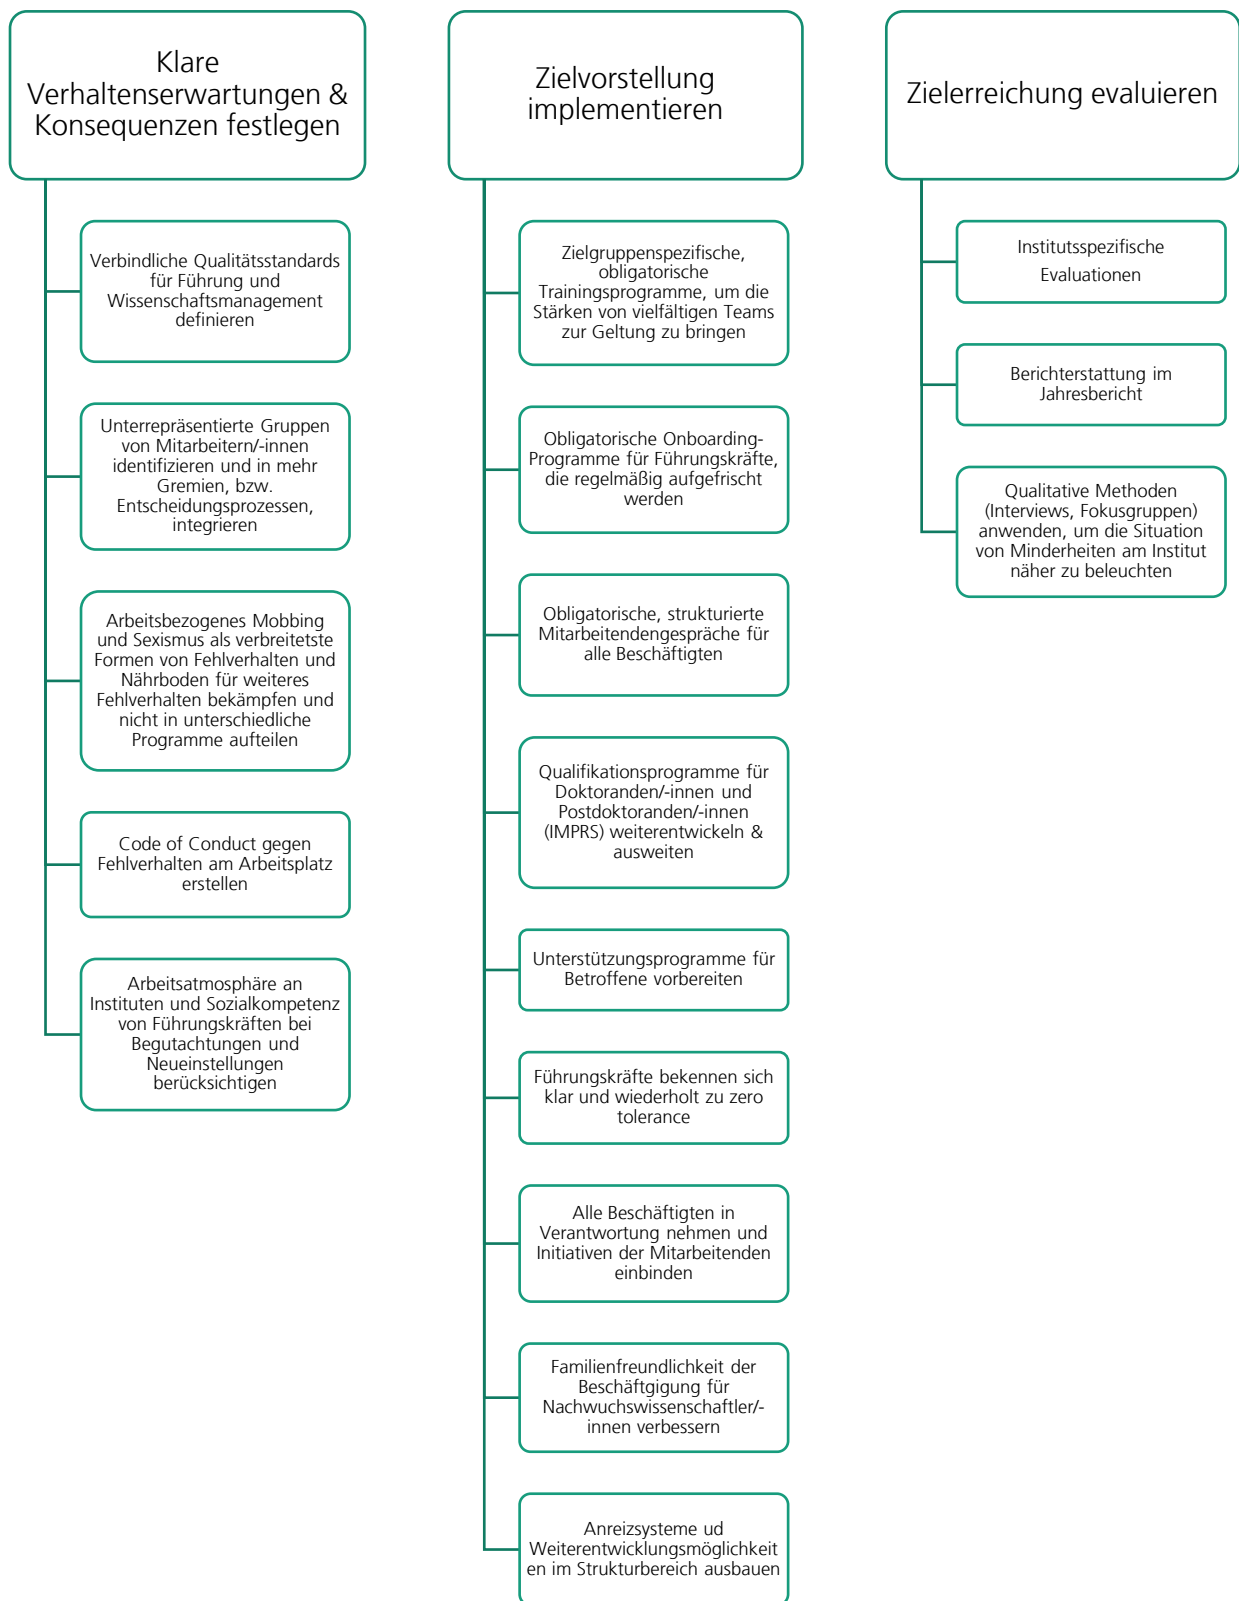 Klare
Verhaltenserwartungen &
Konsequenzen festlegen
Verbindliche Qualitätsstandards
für Führung und
Wissenschaftsmanagement
definieren
Unterrepräsentierte Gruppen
von Mitarbeitern/-innen
identifizieren und in mehr
Gremien, bzw.
Entscheidungsprozessen,
integrieren
Arbeitsbezogenes Mobbing
und Sexismus als verbreitetste
Formen von Fehlverhalten und
Nährboden für weiteres
Fehlverhalten bekämpfen und
nicht in unterschiedliche
Programme aufteilen
Code of Conduct gegen
Fehlverhalten am Arbeitsplatz
erstellen
Arbeitsatmosphäre an
Instituten und Sozialkompetenz
von Führungskräften bei
Begutachtungen und
Neueinstellungen
berücksichtigen
Zielvorstellung
implementieren
Zielgruppenspezifische,
obligatorische
Trainingsprogramme, um die
Stärken von vielfältigen Teams
zur Geltung zu bringen
Obligatorische Onboarding-
Programme für Führungskräfte,
die regelmäßig aufgefrischt
werden
Obligatorische, strukturierte
Mitarbeitendengespräche für
alle Beschäftigten
Qualifikationsprogramme für
Doktoranden/-innen und
Postdoktoranden/-innen
(IMPRS) weiterentwickeln &
ausweiten
Unterstützungsprogramme für
Betroffene vorbereiten
Führungskräfte bekennen sich
klar und wiederholt zu zero
tolerance
Alle Beschäftigten in
Verantwortung nehmen und
Initiativen der Mitarbeitenden
einbinden
Familienfreundlichkeit der
Beschäftgigung für
Nachwuchswissenschaftler/-
innen verbessern
Anreizsysteme ud
Weiterentwicklungsmöglichkeit
en im Strukturbereich ausbauen
Zielerreichung evaluieren
Institutsspezifische
Evaluationen
Berichterstattung im
Jahresbericht
Qualitative Methoden
(Interviews, Fokusgruppen)
anwenden, um die Situation
von Minderheiten am Institut
näher zu beleuchten